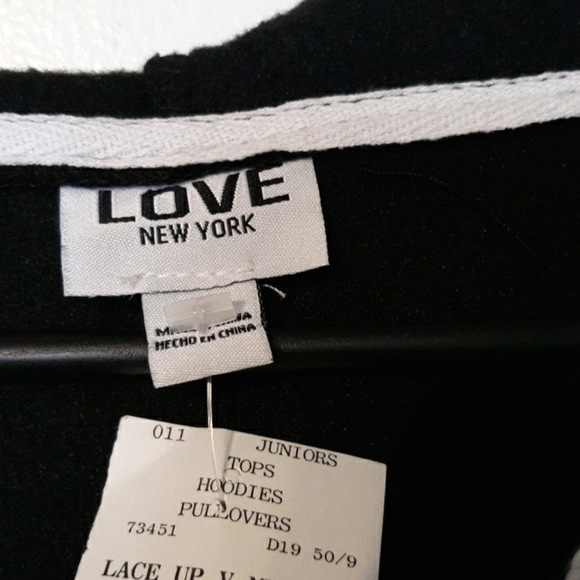 LOVE
NEW YORK
HECHO EN CHINA
011 JUNIORS
TOPS
HOODIES
PULLOVERS
73451 D19 50/9
LACE UP V